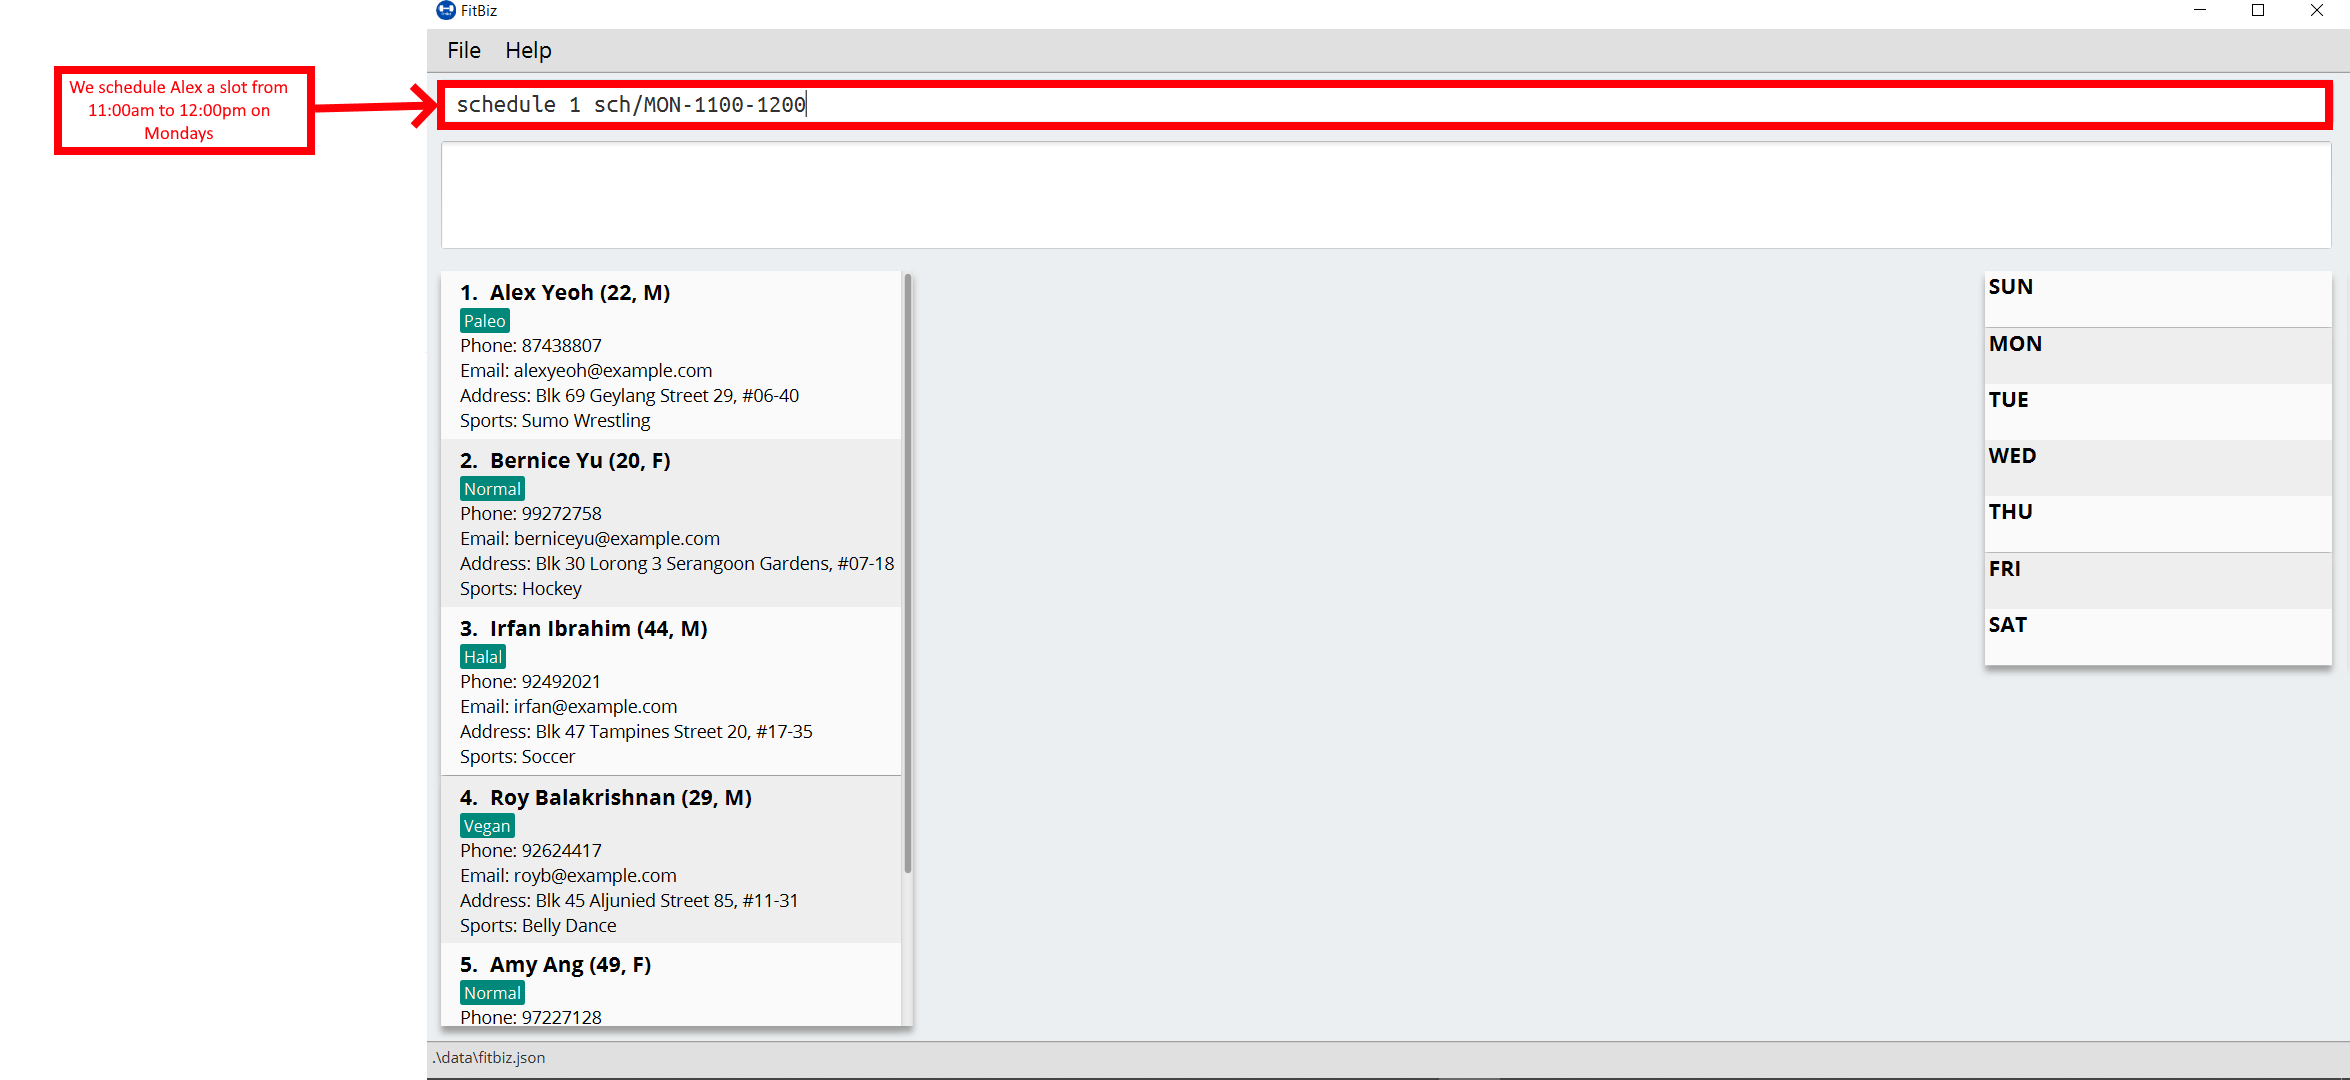 FitBiz
File Help
We schedule Alex a slot from
11:00am to 12:00pm on
Mondays
schedule 1 sch/MON-1100-1200
1. Alex Yeoh (22, M)
Paleo
Phone: 87438807
Email: alexyeoh@example.com
Address: Blk 69 Geylang Street 29, #06-40
Sports: Sumo Wrestling
2. Bernice Yu (20, F)
Normal
Phone: 99272758
Email: berniceyu@example.com
Address: Blk 30 Lorong 3 Serangoon Gardens, #07-18
Sports: Hockey
3. Irfan Ibrahim (44, M)
Halal
Phone: 92492021
Email: irfan@example.com
Address: Blk 47 Tampines Street 20, #17-35
Sports: Soccer
4. Roy Balakrishnan (29, M)
Vegan
Phone: 92624417
Email: royb@example.com
Address: Blk 45 Aljunied Street 85, #11-31
Sports: Belly Dance
5. Amy Ang (49, F)
Normal
Phone: 97227128
SUN
MON
TUE
WED
THU
FRI
SAT
.\data\fitbiz.json